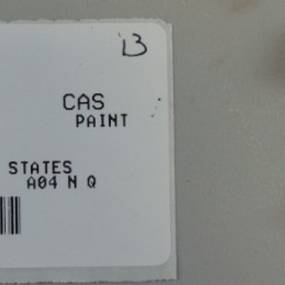 13
CAS
PAINT
STATES
A04 N Q